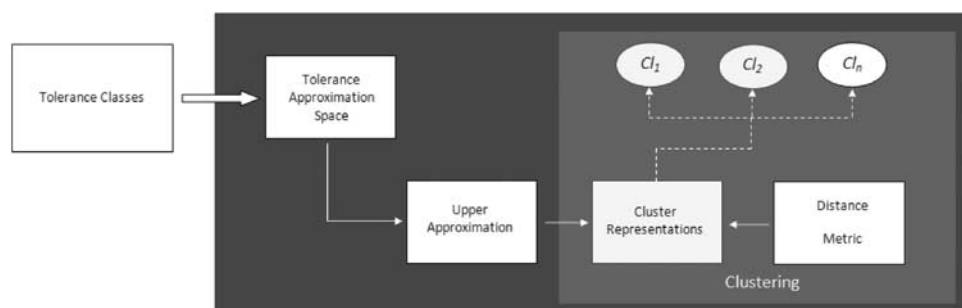 Tolerance Classes
Tolerance
Approximation
Space
Cl₁
Cl₂
Clₙ
Upper
Approximation
Cluster
Representations
Distance
Metric
Clustering